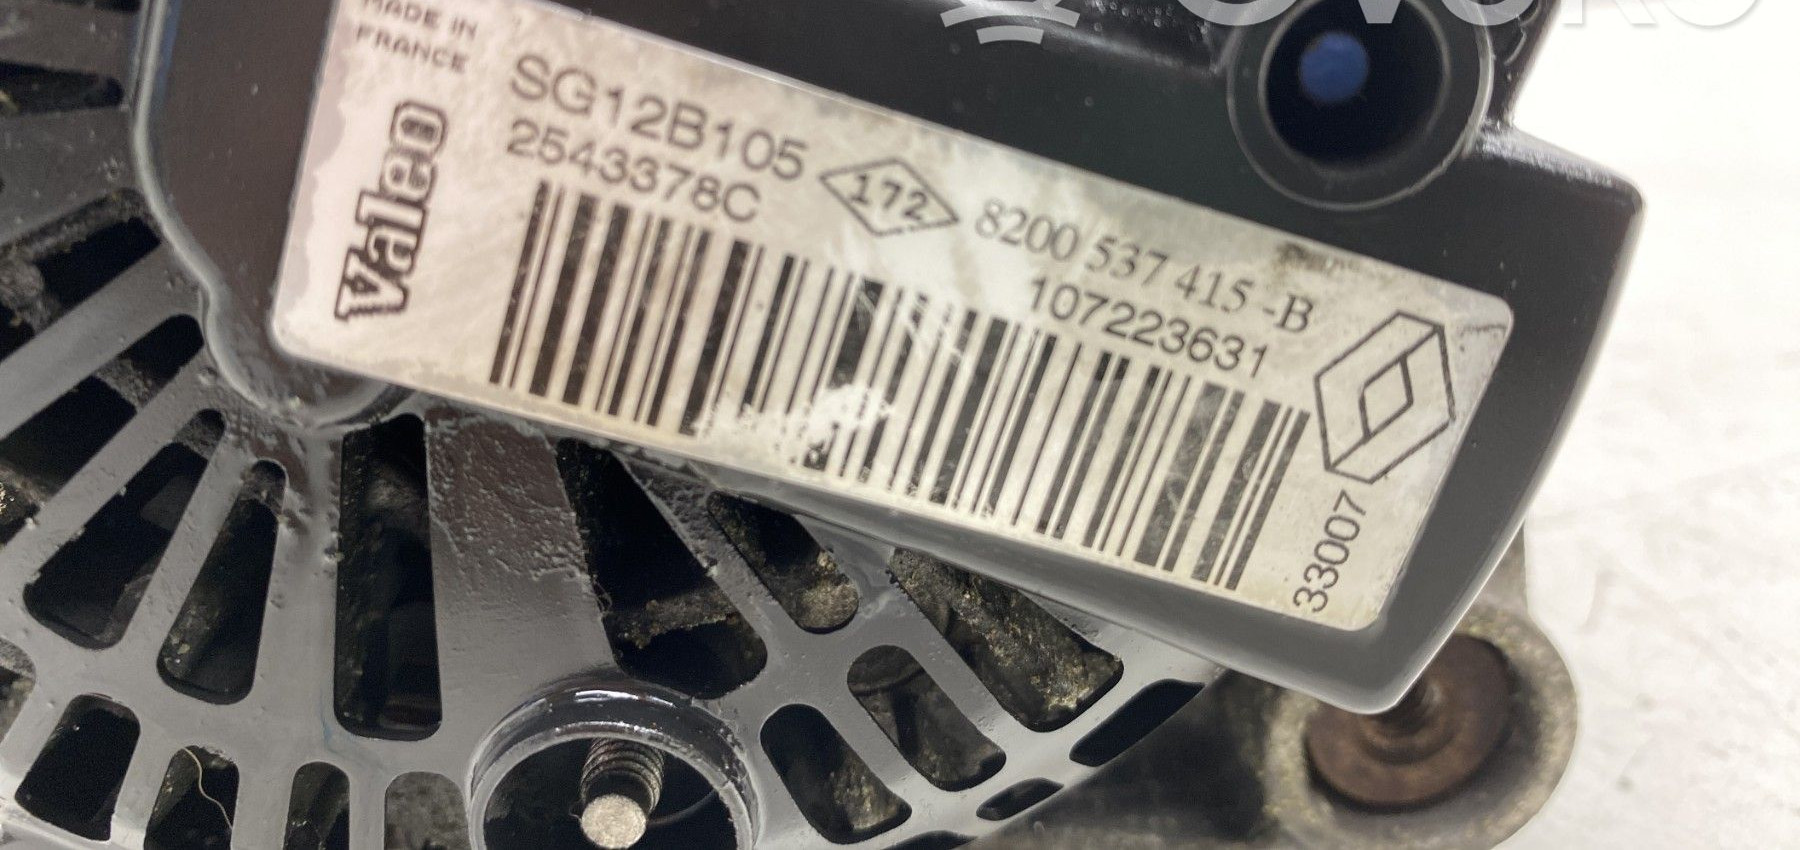 MADE IN
FRANCE
Valeo
SG12B105
2543378C
172
8200 537 415 -B
107223631
33007